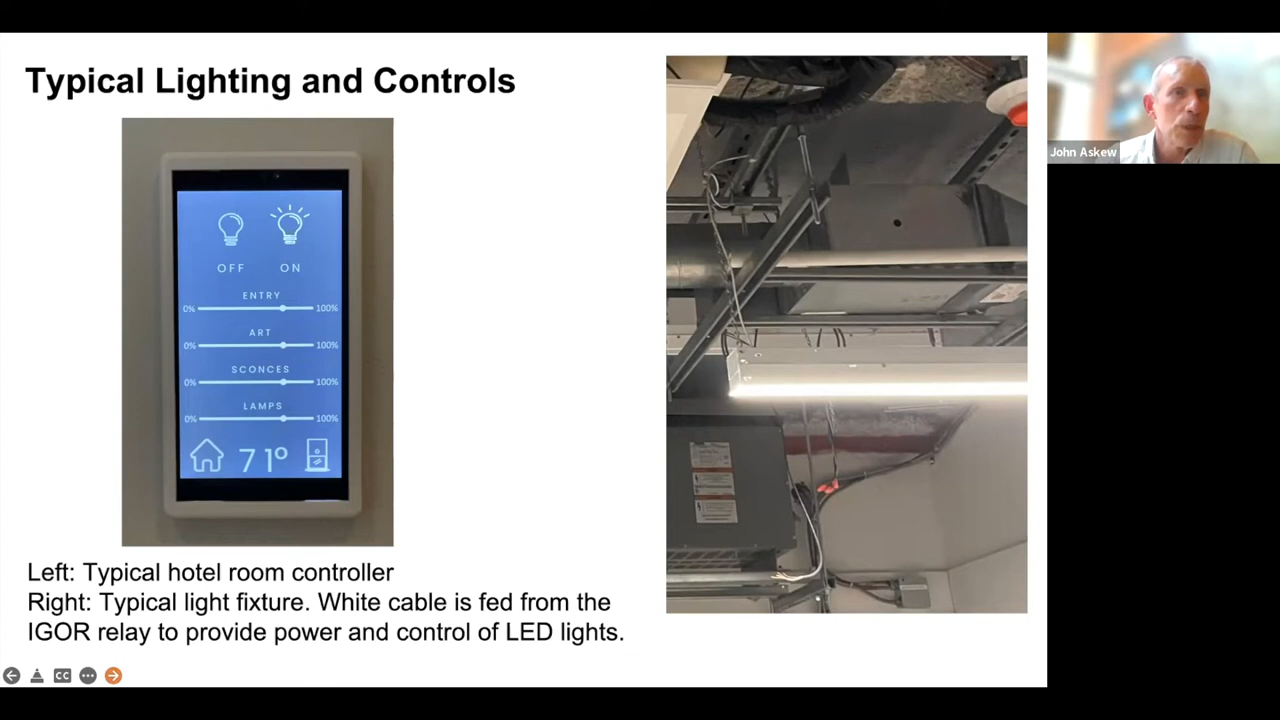 Typical Lighting and Controls
John Askew
OFF ON
ENTRY
0% 100%
ART
0% 100%
SCONCES
0% 100%
LAMPS
0% 100%
71°
Left: Typical hotel room controller
Right: Typical light fixture. White cable is fed from the
IGOR relay to provide power and control of LED lights.
CC